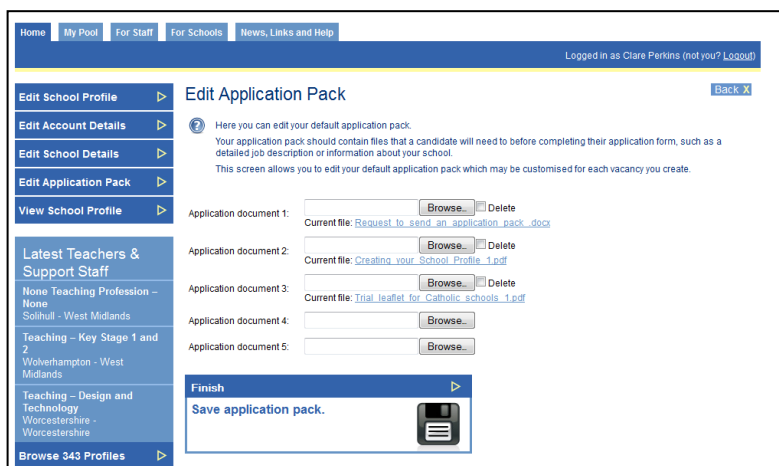 Home My Pool For Staff For Schools News, Links and Help
Logged in as Clare Perkins (not you? Logout)
Edit School Profile
Edit Account Details
Edit School Details
Edit Application Pack
View School Profile
Latest Teachers &
Support Staff
None Teaching Profession –
None
Solihull - West Midlands
Teaching – Key Stage 1 and
2
Wolverhampton - West
Midlands
Teaching – Design and
Technology
Worcestershire -
Worcestershire
Browse 343 Profiles
Edit Application Pack
Back X
? Here you can edit your default application pack.
Your application pack should contain files that a candidate will need to before completing their application form, such as a
detailed job description or information about your school.
This screen allows you to edit your default application pack which may be customised for each vacancy you create.
Application document 1: Browse.. Delete
Current file: Request_to_send_an_application_pack_.docx
Application document 2: Browse.. Delete
Current file: Creating_your_School_Profile_1.pdf
Application document 3: Browse.. Delete
Current file: Trial_leaflet_for_Catholic_schools_1.pdf
Application document 4: Browse..
Application document 5: Browse..
Finish
Save application pack.